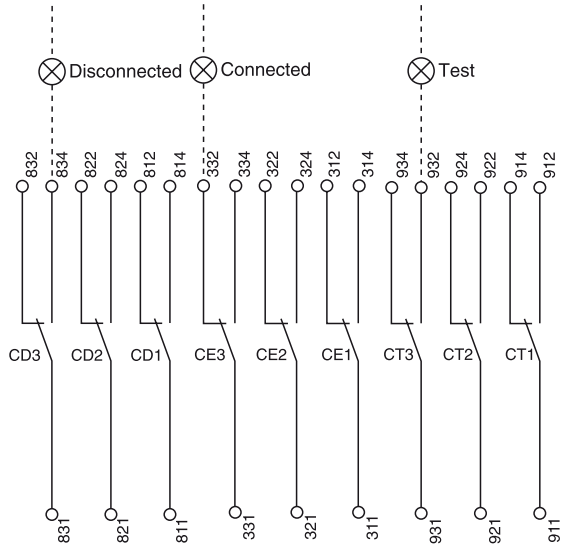 Disconnected Connected Test
832 834 822 824 812 814 332 334 322 324 312 314 934 932 924 922 914 912
CD3 CD2 CD1 CE3 CE2 CE1 CT3 CT2 CT1
831 821 811 331 321 311 931 921 911